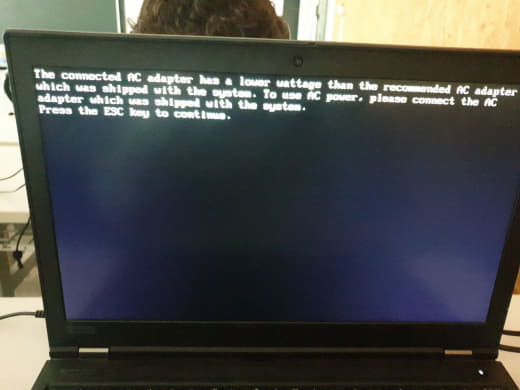 The connected AC adapter has a lower wattage than the recommended AC adapter
which was shipped with the system. To use AC power, please connect the AC
adapter which was shipped with the system.
Press the ESC key to continue.